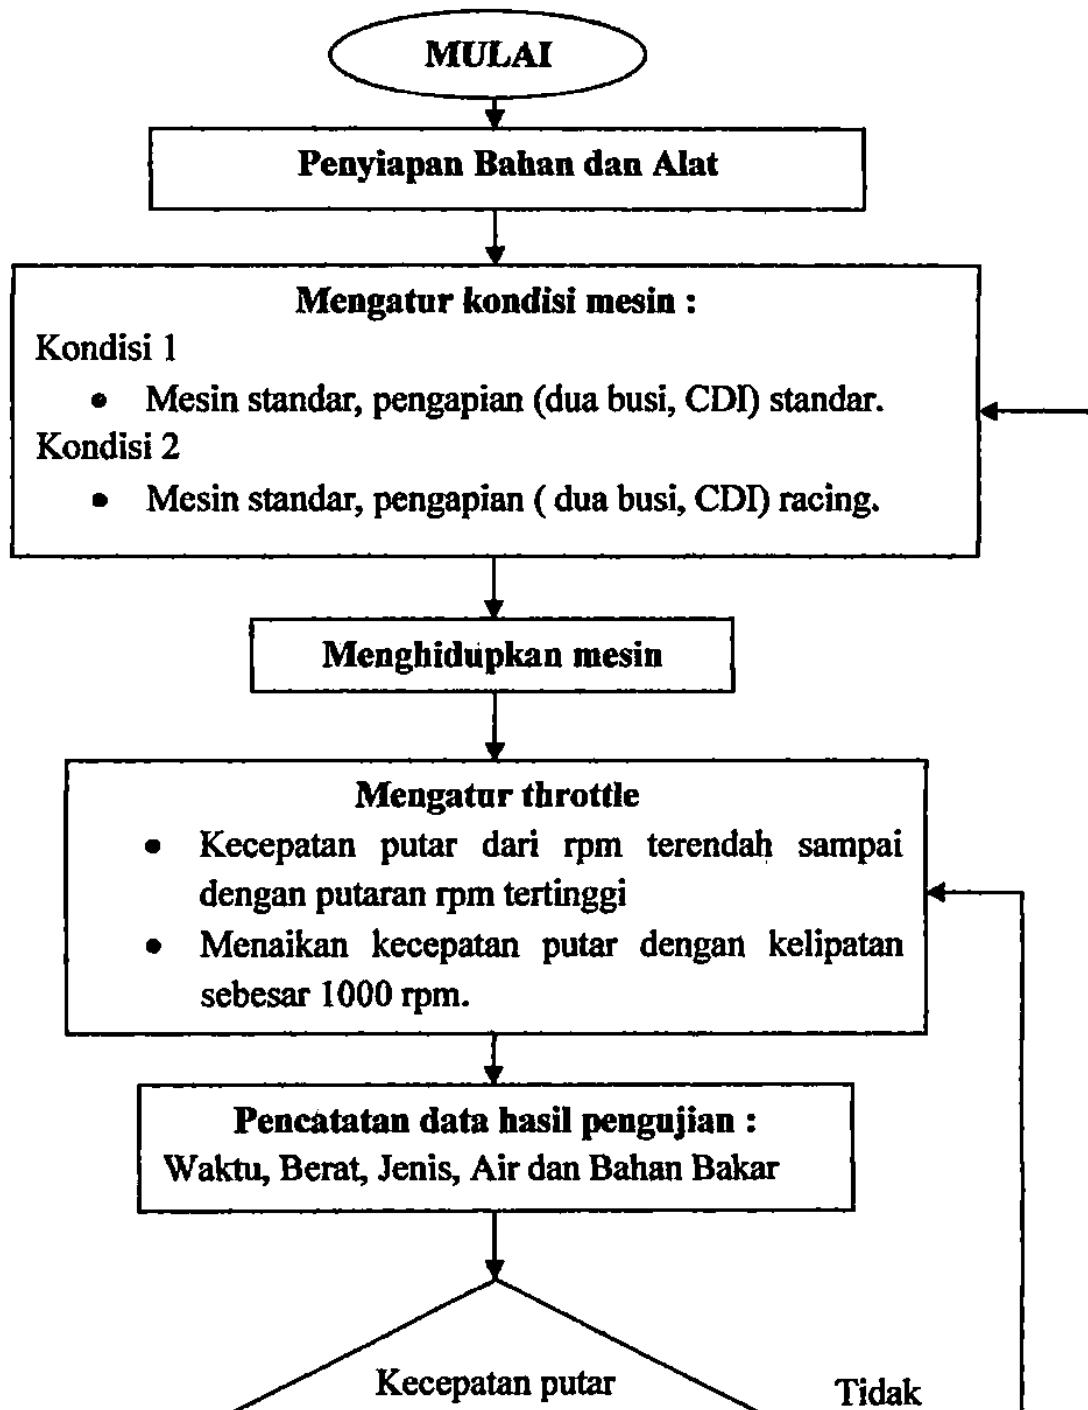 MULAI
Penyiapan Bahan dan Alat
Mengatur kondisi mesin :
Kondisi 1
• Mesin standar, pengapian (dua busi, CDI) standar.
Kondisi 2
• Mesin standar, pengapian ( dua busi, CDI) racing.
Menghidupkan mesin
Mengatur throttle
• Kecepatan putar dari rpm terendah sampai
dengan putaran rpm tertinggi
• Menaikan kecepatan putar dengan kelipatan
sebesar 1000 rpm.
Pencatatan data hasil pengujian :
Waktu, Berat, Jenis, Air dan Bahan Bakar
Kecepatan putar
Tidak